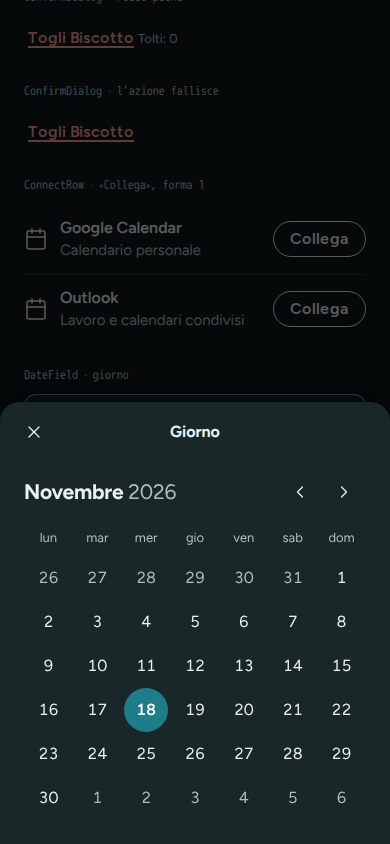 Togli Biscotto Tolti: 0
ConfirmDialog · l'azione fallisce
Togli Biscotto
ConnectRow · «Collega», forma 1
Google Calendar
Calendario personale
Collega
Outlook
Lavoro e calendari condivisi
Collega
DateField · giorno
Giorno
Novembre 2026
lun mar mer gio ven sab dom
26 27 28 29 30 31 1
2 3 4 5 6 7 8
9 10 11 12 13 14 15
16 17 18 19 20 21 22
23 24 25 26 27 28 29
30 1 2 3 4 5 6